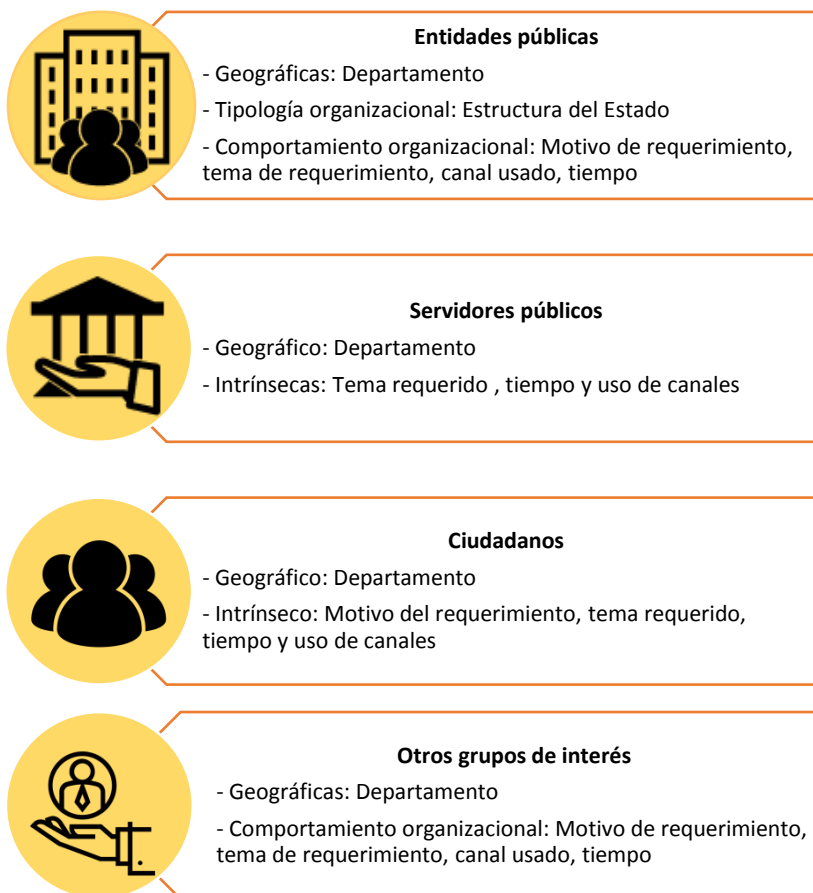 Entidades públicas
- Geográficas: Departamento
- Tipología organizacional: Estructura del Estado
- Comportamiento organizacional: Motivo de requerimiento,
tema de requerimiento, canal usado, tiempo
Servidores públicos
- Geográfico: Departamento
- Intrínsecas: Tema requerido , tiempo y uso de canales
Ciudadanos
- Geográfico: Departamento
- Intrínseco: Motivo del requerimiento, tema requerido,
tiempo y uso de canales
Otros grupos de interés
- Geográficas: Departamento
- Comportamiento organizacional: Motivo de requerimiento,
tema de requerimiento, canal usado, tiempo